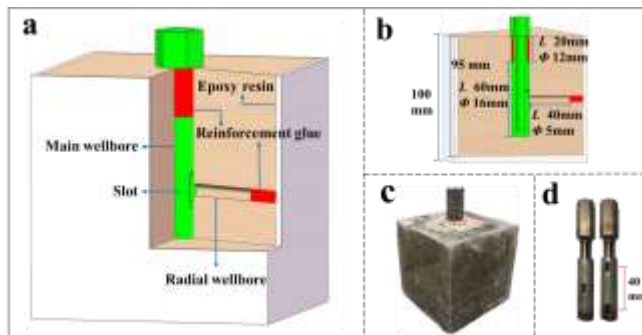 a
Epoxy resin
Reinforcement glue
Main wellbore
Slot
Radial wellbore
b
L 20mm
Φ 12mm
95 mm
L 60mm
Φ 16mm
100
mm
L 40mm
Φ 5mm
c
d
40
mm